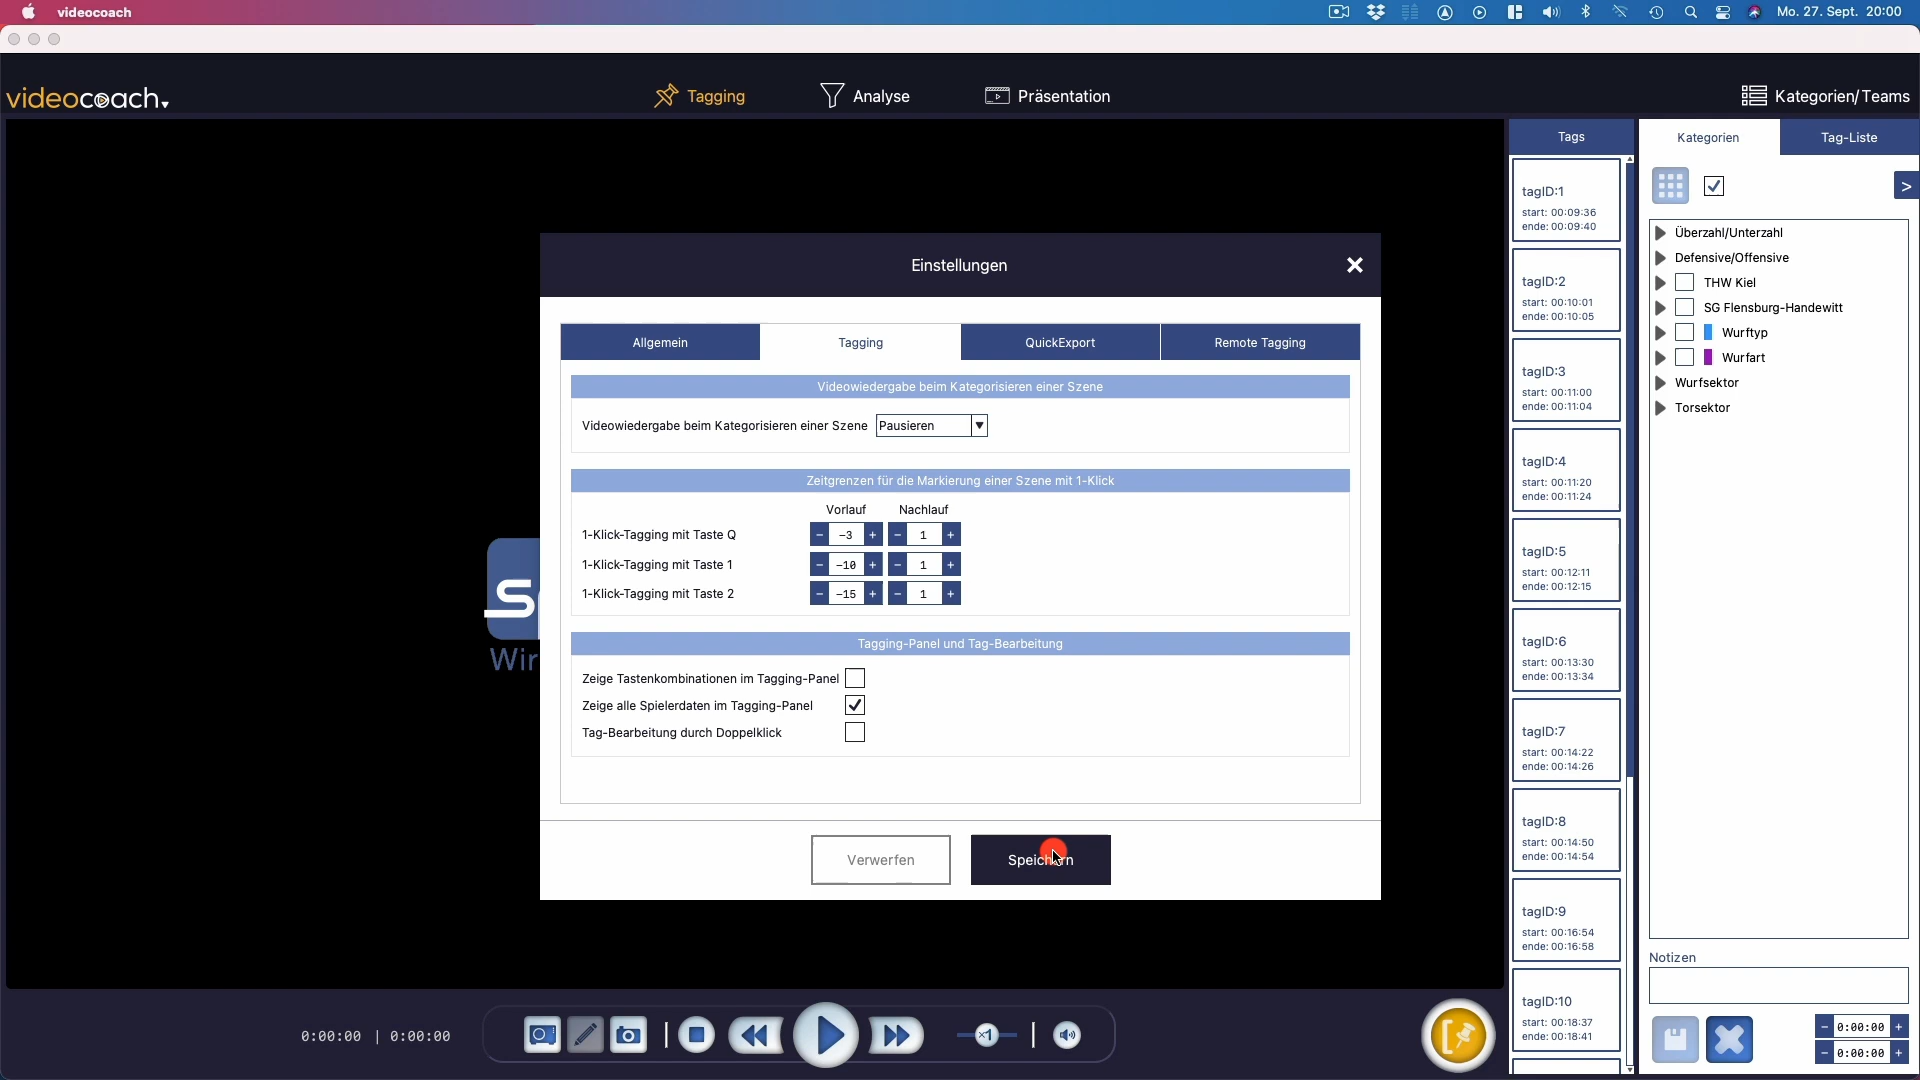 videocoach
Mo. 27. Sept. 20:00
videocoach
Tagging
Analyse
Präsentation
Kategorien/Teams
Einstellungen
Allgemein
Tagging
QuickExport
Remote Tagging
Videowiedergabe beim Kategorisieren einer Szene
Videowiedergabe beim Kategorisieren einer Szene Pausieren
Zeitgrenzen für die Markierung einer Szene mit 1-Klick
Vorlauf Nachlauf
1-Klick-Tagging mit Taste Q - -3 + - 1 +
1-Klick-Tagging mit Taste 1 - -10 + - 1 +
1-Klick-Tagging mit Taste 2 - -15 + - 1 +
Tagging-Panel und Tag-Bearbeitung
Zeige Tastenkombinationen im Tagging-Panel
Zeige alle Spielerdaten im Tagging-Panel
Tag-Bearbeitung durch Doppelklick
Verwerfen
Wir
0:00:00 | 0:00:00
x1
Tags
tagID:1
start: 00:09:36
ende: 00:09:40
tagID:2
start: 00:10:01
ende: 00:10:05
tagID:3
start: 00:11:00
ende: 00:11:04
tagID:4
start: 00:11:20
ende: 00:11:24
tagID:5
start: 00:12:11
ende: 00:12:15
tagID:6
start: 00:13:30
ende: 00:13:34
tagID:7
start: 00:14:22
ende: 00:14:26
tagID:8
start: 00:14:50
ende: 00:14:54
tagID:9
start: 00:16:54
ende: 00:16:58
tagID:10
start: 00:18:37
ende: 00:18:41
Kategorien
Tag-Liste
>
Überzahl/Unterzahl
Defensive/Offensive
THW Kiel
SG Flensburg-Handewitt
Wurftyp
Wurfart
Wurfsektor
Torsektor
Notizen
- 0:00:00 +
- 0:00:00 +